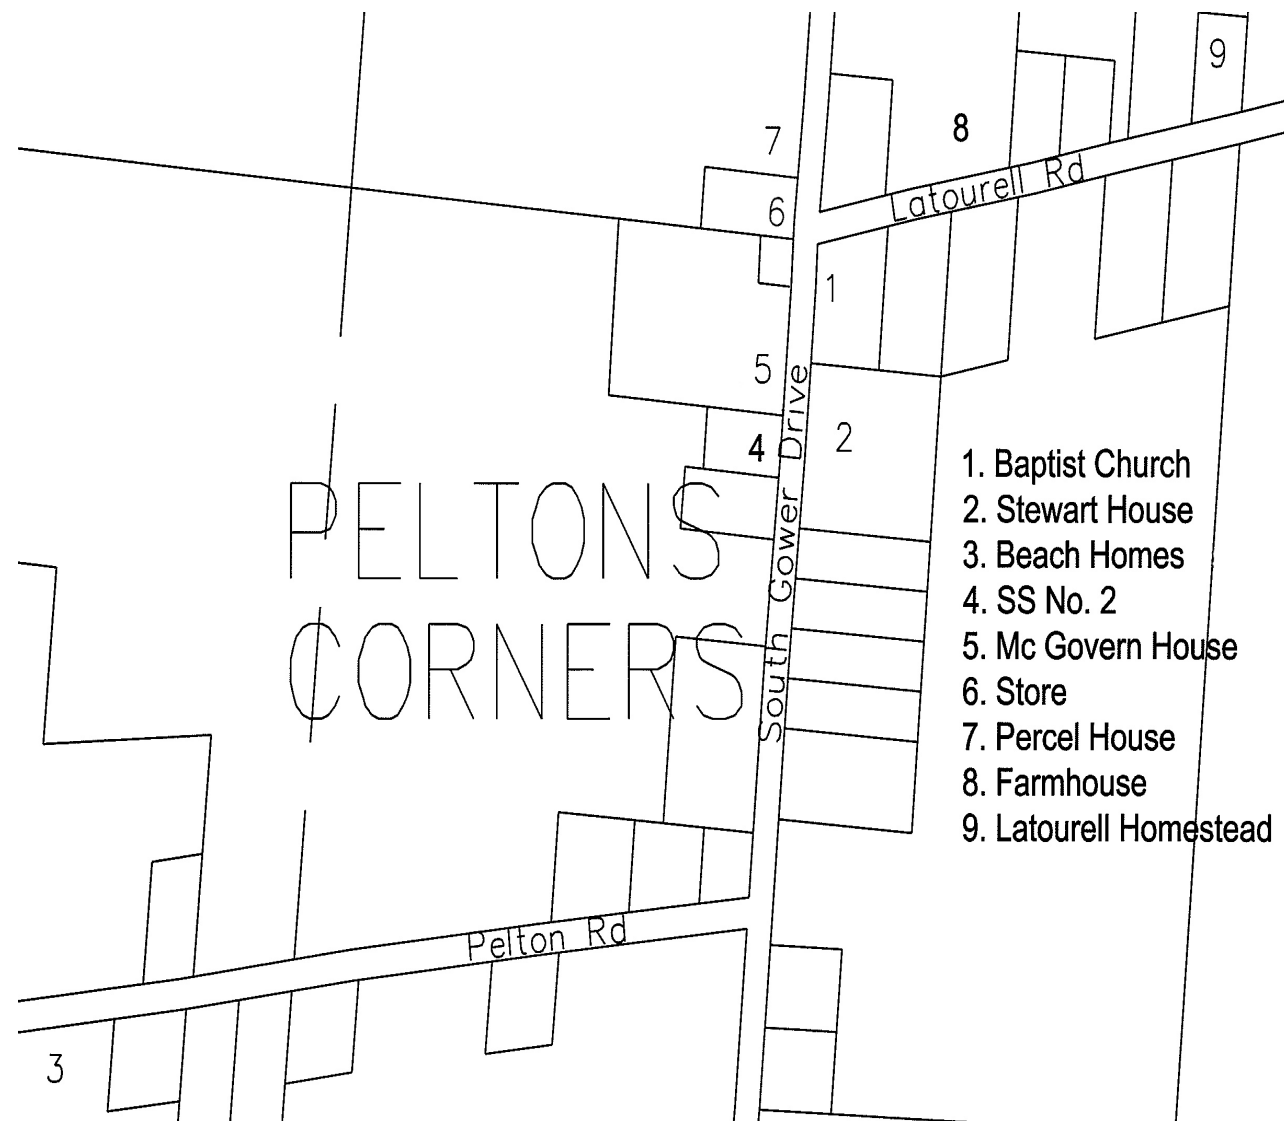 9
7
8
Latourell Rd
6
1
5
South Gower Drive
4
2
PELTONS
CORNERS
1. Baptist Church
2. Stewart House
3. Beach Homes
4. SS No. 2
5. Mc Govern House
6. Store
7. Percel House
8. Farmhouse
9. Latourell Homestead
Pelton Rd
3